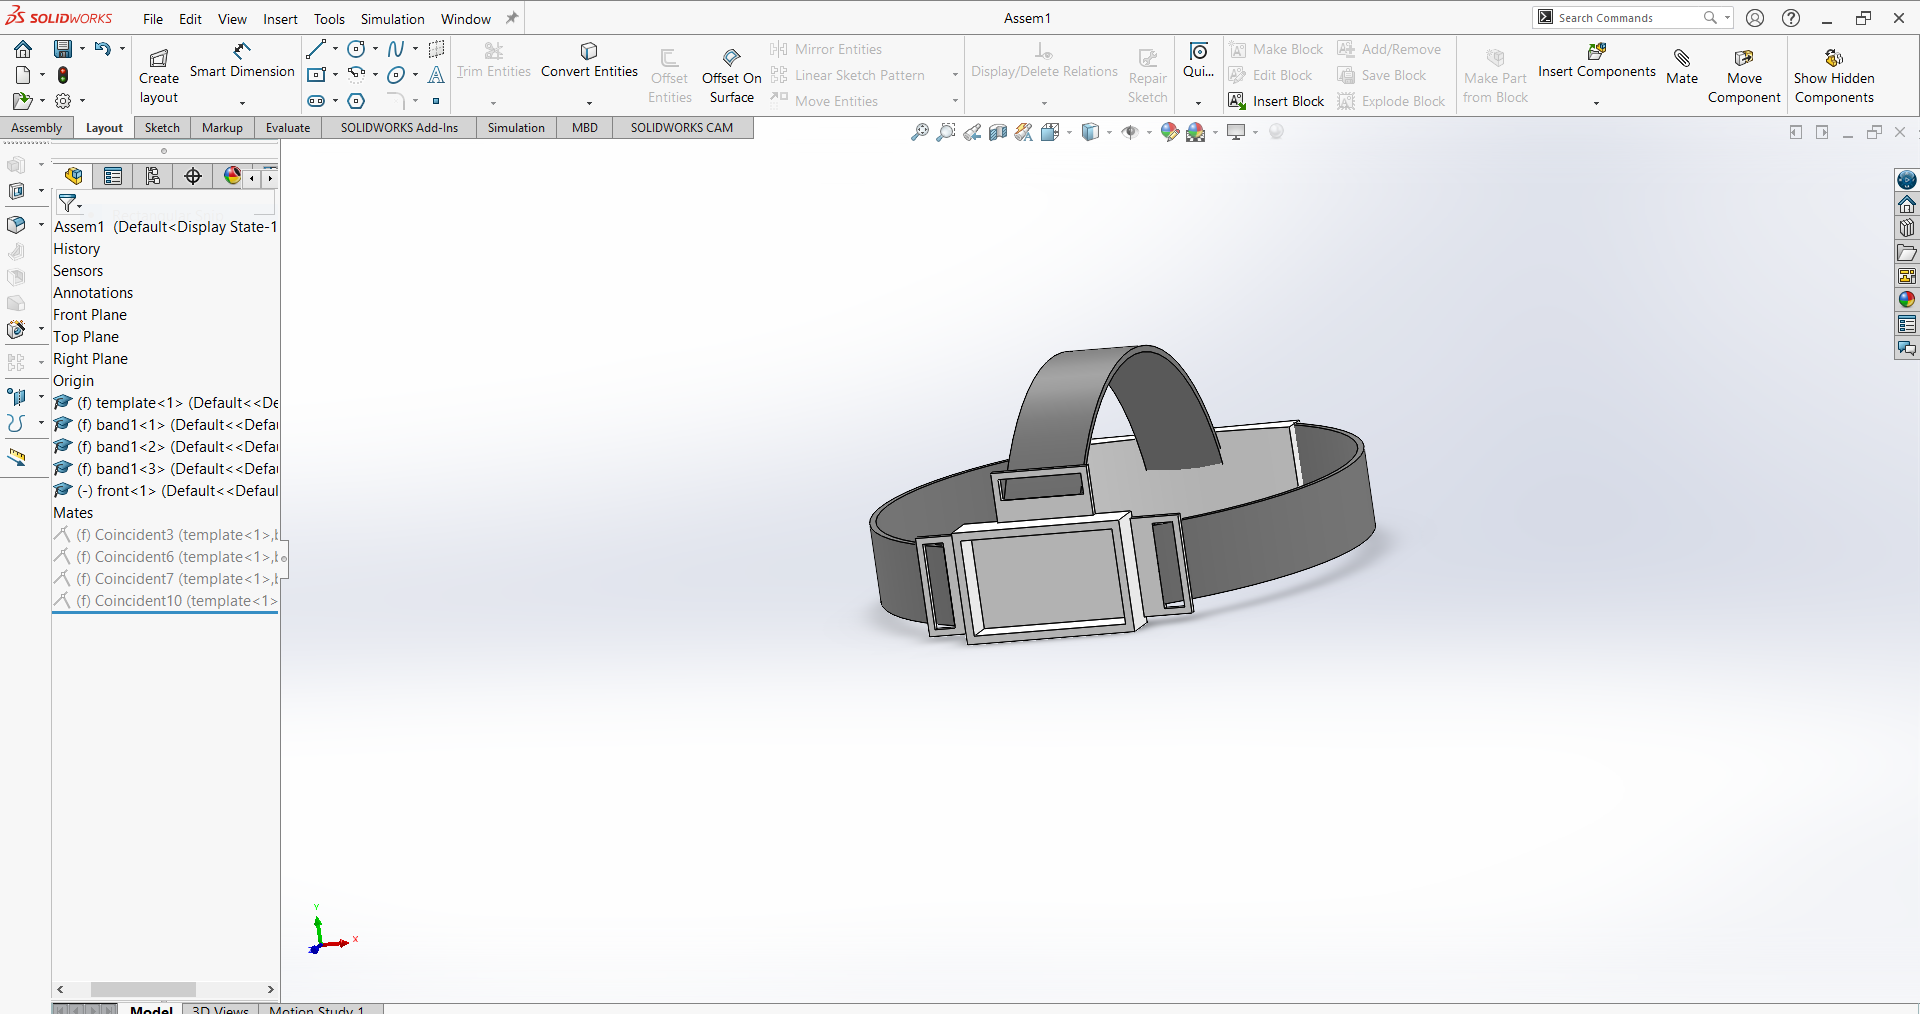 SOLIDWORKS File Edit View Insert Tools Simulation Window Assem1 Search Commands
Create layout
Smart Dimension
Trim Entities
Convert Entities
Offset Entities
Offset On Surface
Mirror Entities
Linear Sketch Pattern
Move Entities
Display/Delete Relations
Repair Sketch
Qui...
Make Block
Edit Block
Insert Block
Add/Remove
Save Block
Explode Block
Make Part from Block
Insert Components
Mate
Move Component
Show Hidden Components
Assembly Layout Sketch Markup Evaluate SOLIDWORKS Add-Ins Simulation MBD SOLIDWORKS CAM
Assem1 (Default<Display State-1
History
Sensors
Annotations
Front Plane
Top Plane
Right Plane
Origin
(f) template<1> (Default<<De
(f) band1<1> (Default<<Defau
(f) band1<2> (Default<<Defau
(f) band1<3> (Default<<Defau
(-) front<1> (Default<<Defaul
Mates
(f) Coincident3 (template<1>,b
(f) Coincident6 (template<1>,b
(f) Coincident7 (template<1>,b
(f) Coincident10 (template<1>
Y
X
Model 3D Views Motion Study 1